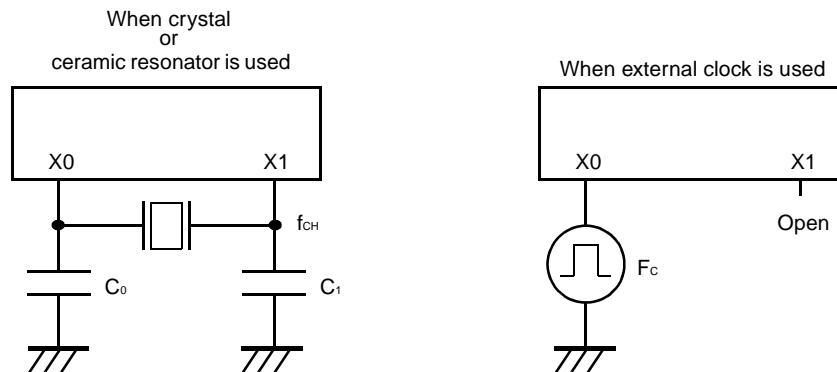 When crystal
or
ceramic resonator is used
X0
X1
fCH
C0
C1
When external clock is used
X0
X1
Open
FC